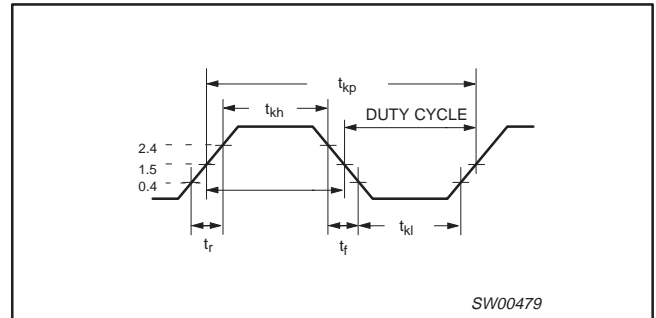 t_kp
t_kh
DUTY CYCLE
2.4
1.5
0.4
t_r
t_f
t_kl
SW00479